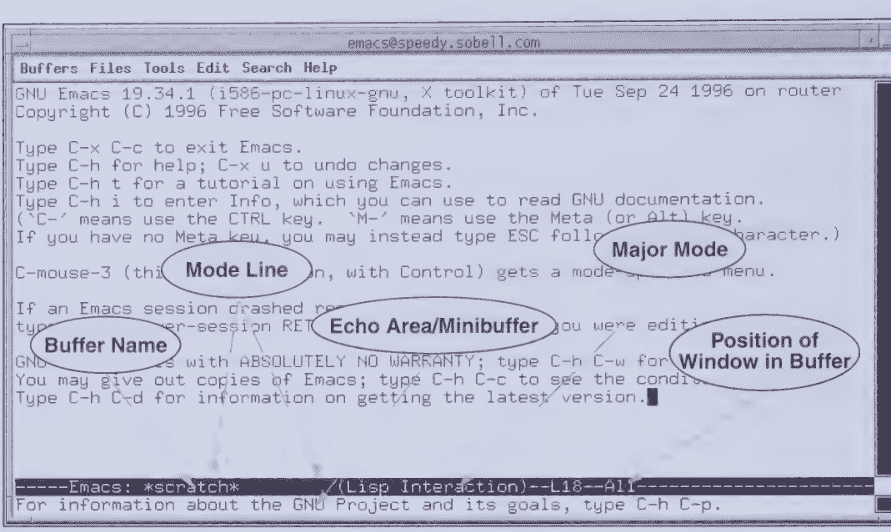 emacs@speedy.sobell.com
Buffers Files Tools Edit Search Help
GNU Emacs 19.34.1 (i586-pc-linux-gnu, X toolkit) of Tue Sep 24 1996 on router
Copyright (C) 1996 Free Software Foundation, Inc.
Type C-x C-c to exit Emacs.
Type C-h for help; C-x u to undo changes.
Type C-h t for a tutorial on using Emacs.
Type C-h i to enter Info, which you can use to read GNU documentation.
(`C-' means use the CTRL key. `M-' means use the Meta (or Alt) key.
If you have no Meta key, you may instead type ESC foll haracter.)
Major Mode
C-mouse-3 (thi n, with Control) gets a mode- menu.
Mode Line
If an Emacs session crashed
typ er-session RET you were editi
Echo Area/Minibuffer
Buffer Name
Position of
Window in Buffer
GN s with ABSOLUTELY NO WARRANTY; type C-h C-w for
You may give out copies of Emacs; type C-h C-c to see the condi
Type C-h C-d for information on getting the latest version.
-----Emacs: *scratch* (Lisp Interaction)--L18--All--------------------
For information about the GNU Project and its goals, type C-h C-p.